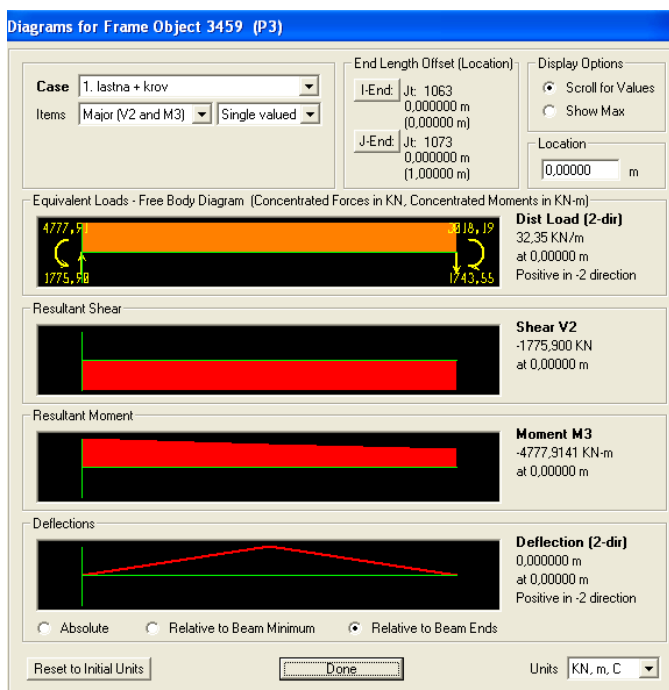 Diagrams for Frame Object 3459 (P3)
Case 1. lastna + krov
Items Major (V2 and M3) Single valued
End Length Offset (Location)
I-End: Jt: 1063
0,000000 m
(0,00000 m)
J-End: Jt: 1073
0,000000 m
(1,00000 m)
Display Options
Scroll for Values
Show Max
Location
0,00000 m
Equivalent Loads - Free Body Diagram (Concentrated Forces in KN, Concentrated Moments in KN-m)
4777,91 3018,19
1775,90 1743,55
Dist Load (2-dir)
32,35 KN/m
at 0,00000 m
Positive in -2 direction
Resultant Shear
Shear V2
-1775,900 KN
at 0,00000 m
Resultant Moment
Moment M3
-4777,9141 KN-m
at 0,00000 m
Deflections
Deflection (2-dir)
0,000000 m
at 0,00000 m
Positive in -2 direction
Absolute Relative to Beam Minimum Relative to Beam Ends
Reset to Initial Units Done Units KN, m, C